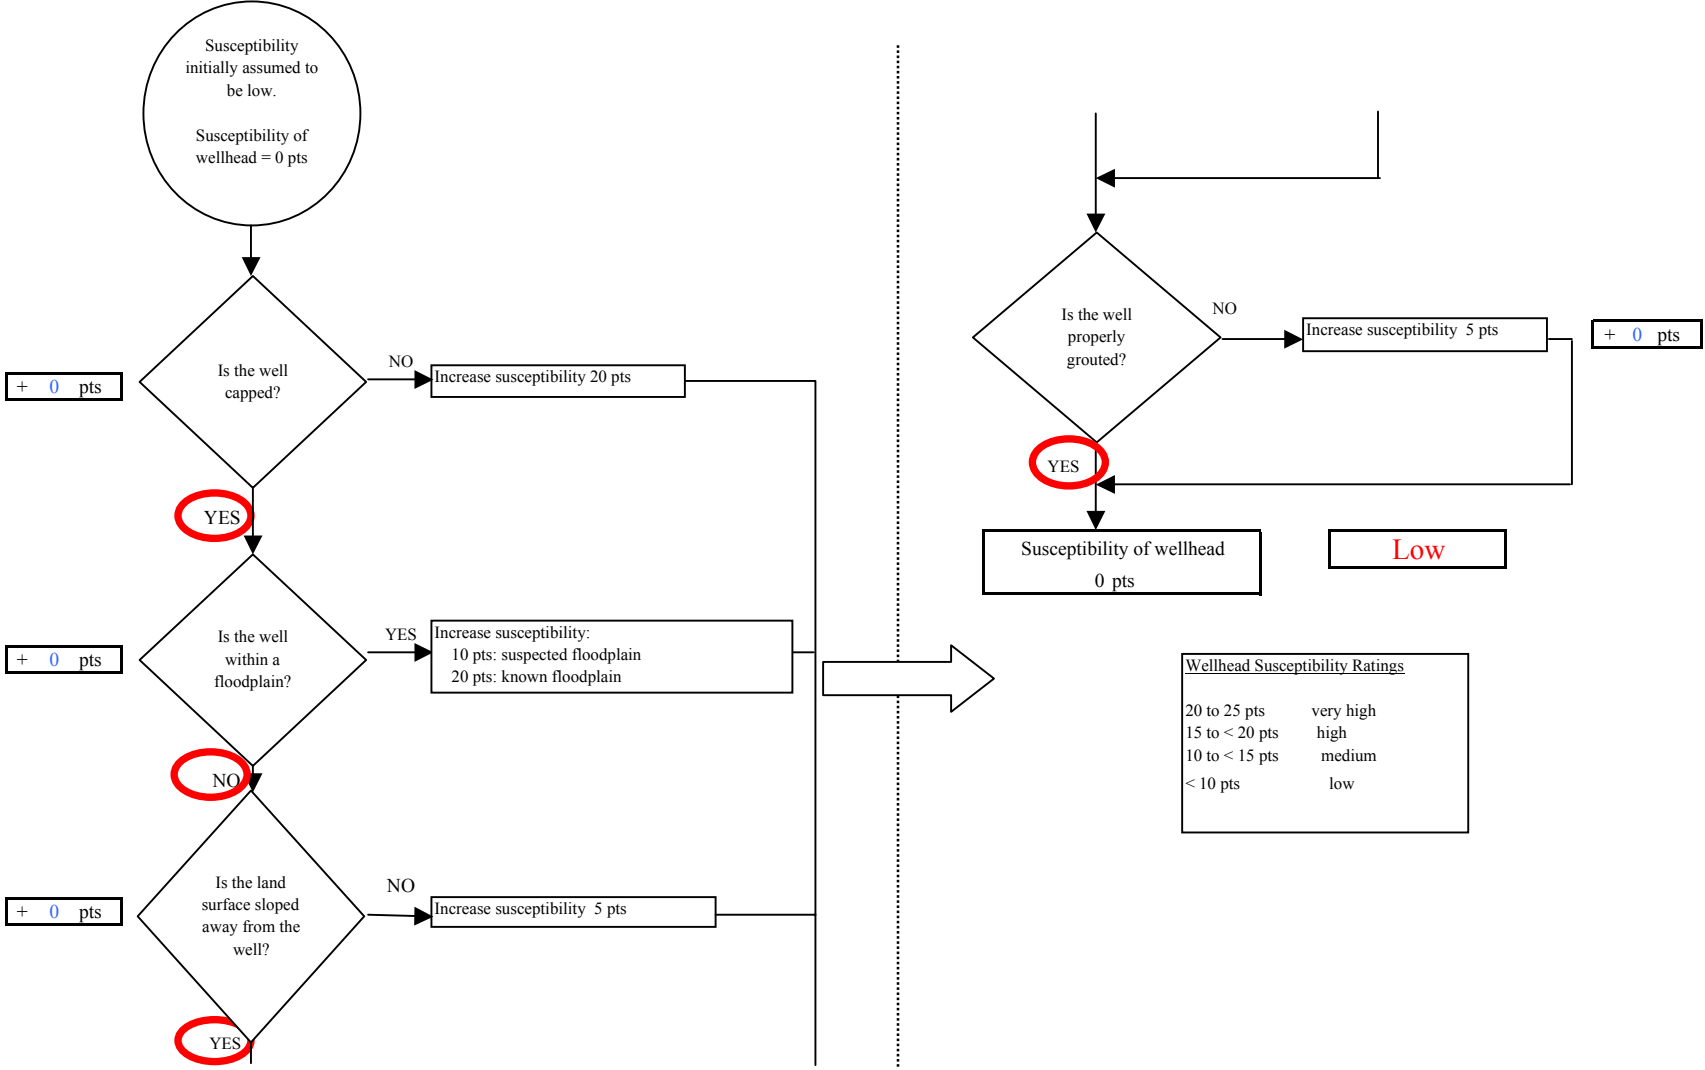 Susceptibility
initially assumed to
be low.
Susceptibility of
wellhead = 0 pts
Is the well
capped?
NO
Increase susceptibility 20 pts
+ 0 pts
YES
Is the well
within a
floodplain?
YES
Increase susceptibility:
10 pts: suspected floodplain
20 pts: known floodplain
+ 0 pts
NO
Is the land
surface sloped
away from the
well?
NO
Increase susceptibility 5 pts
+ 0 pts
YES
Is the well
properly
grouted?
NO
Increase susceptibility 5 pts
+ 0 pts
YES
Susceptibility of wellhead
0 pts
Low
Wellhead Susceptibility Ratings
20 to 25 pts very high
15 to < 20 pts high
10 to < 15 pts medium
< 10 pts low